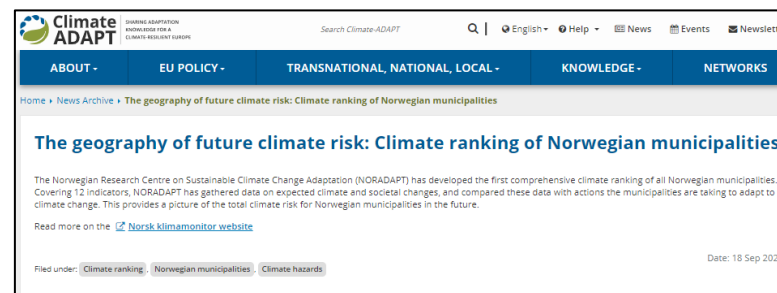 Climate ADAPT
SHARING ADAPTATION
KNOWLEDGE FOR A
CLIMATE-RESILIENT EUROPE
Search Climate-ADAPT
English
Help
News
Events
Newslett
ABOUT
EU POLICY
TRANSNATIONAL, NATIONAL, LOCAL
KNOWLEDGE
NETWORKS
Home News Archive The geography of future climate risk: Climate ranking of Norwegian municipalities
The geography of future climate risk: Climate ranking of Norwegian municipalities
The Norwegian Research Centre on Sustainable Climate Change Adaptation (NORADAPT) has developed the first comprehensive climate ranking of all Norwegian municipalities.
Covering 12 indicators, NORADAPT has gathered data on expected climate and societal changes, and compared these data with actions the municipalities are taking to adapt to
climate change. This provides a picture of the total climate risk for Norwegian municipalities in the future.
Read more on the Norsk klimamonitor website
Date: 18 Sep 202
Filed under: Climate ranking, Norwegian municipalities, Climate hazards